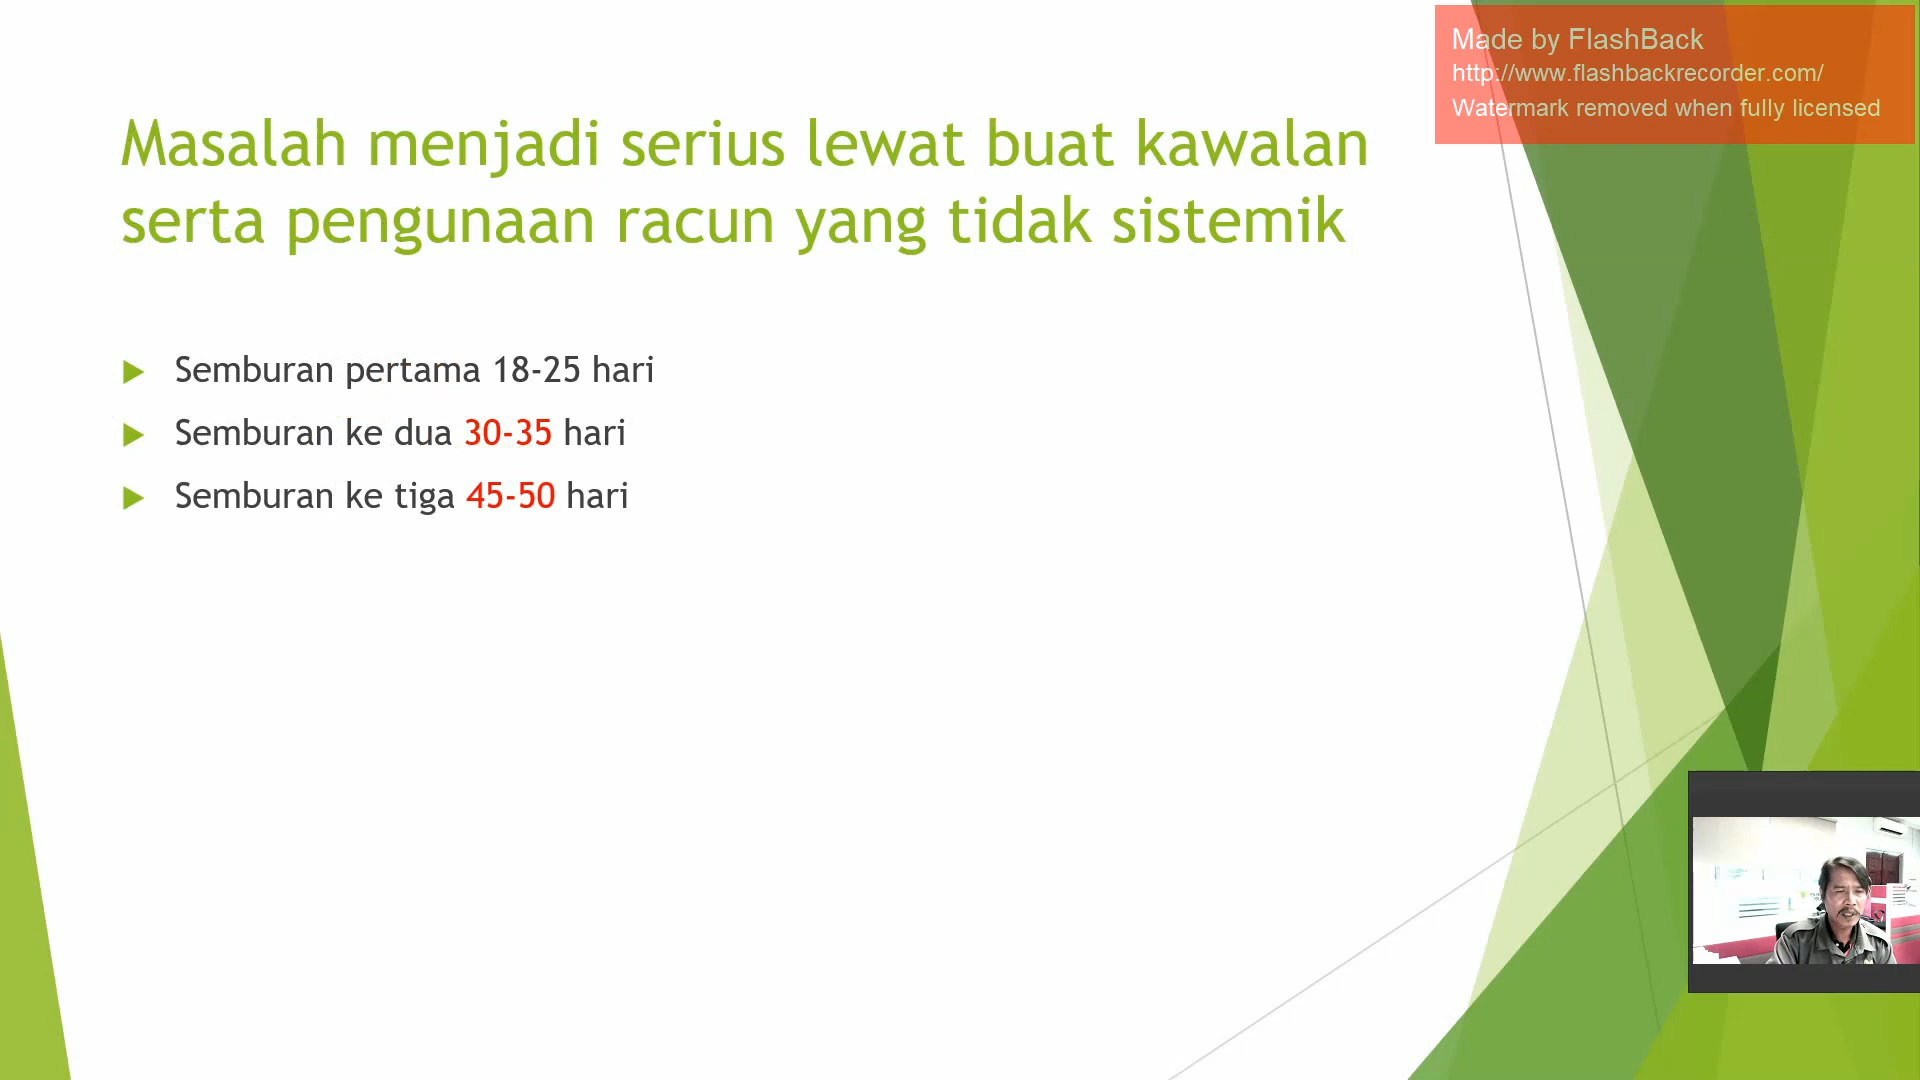 Made by FlashBack
http://www.flashbackrecorder.com/
Watermark removed when fully licensed
Masalah menjadi serius lewat buat kawalan
serta pengunaan racun yang tidak sistemik
Semburan pertama 18-25 hari
Semburan ke dua 30-35 hari
Semburan ke tiga 45-50 hari